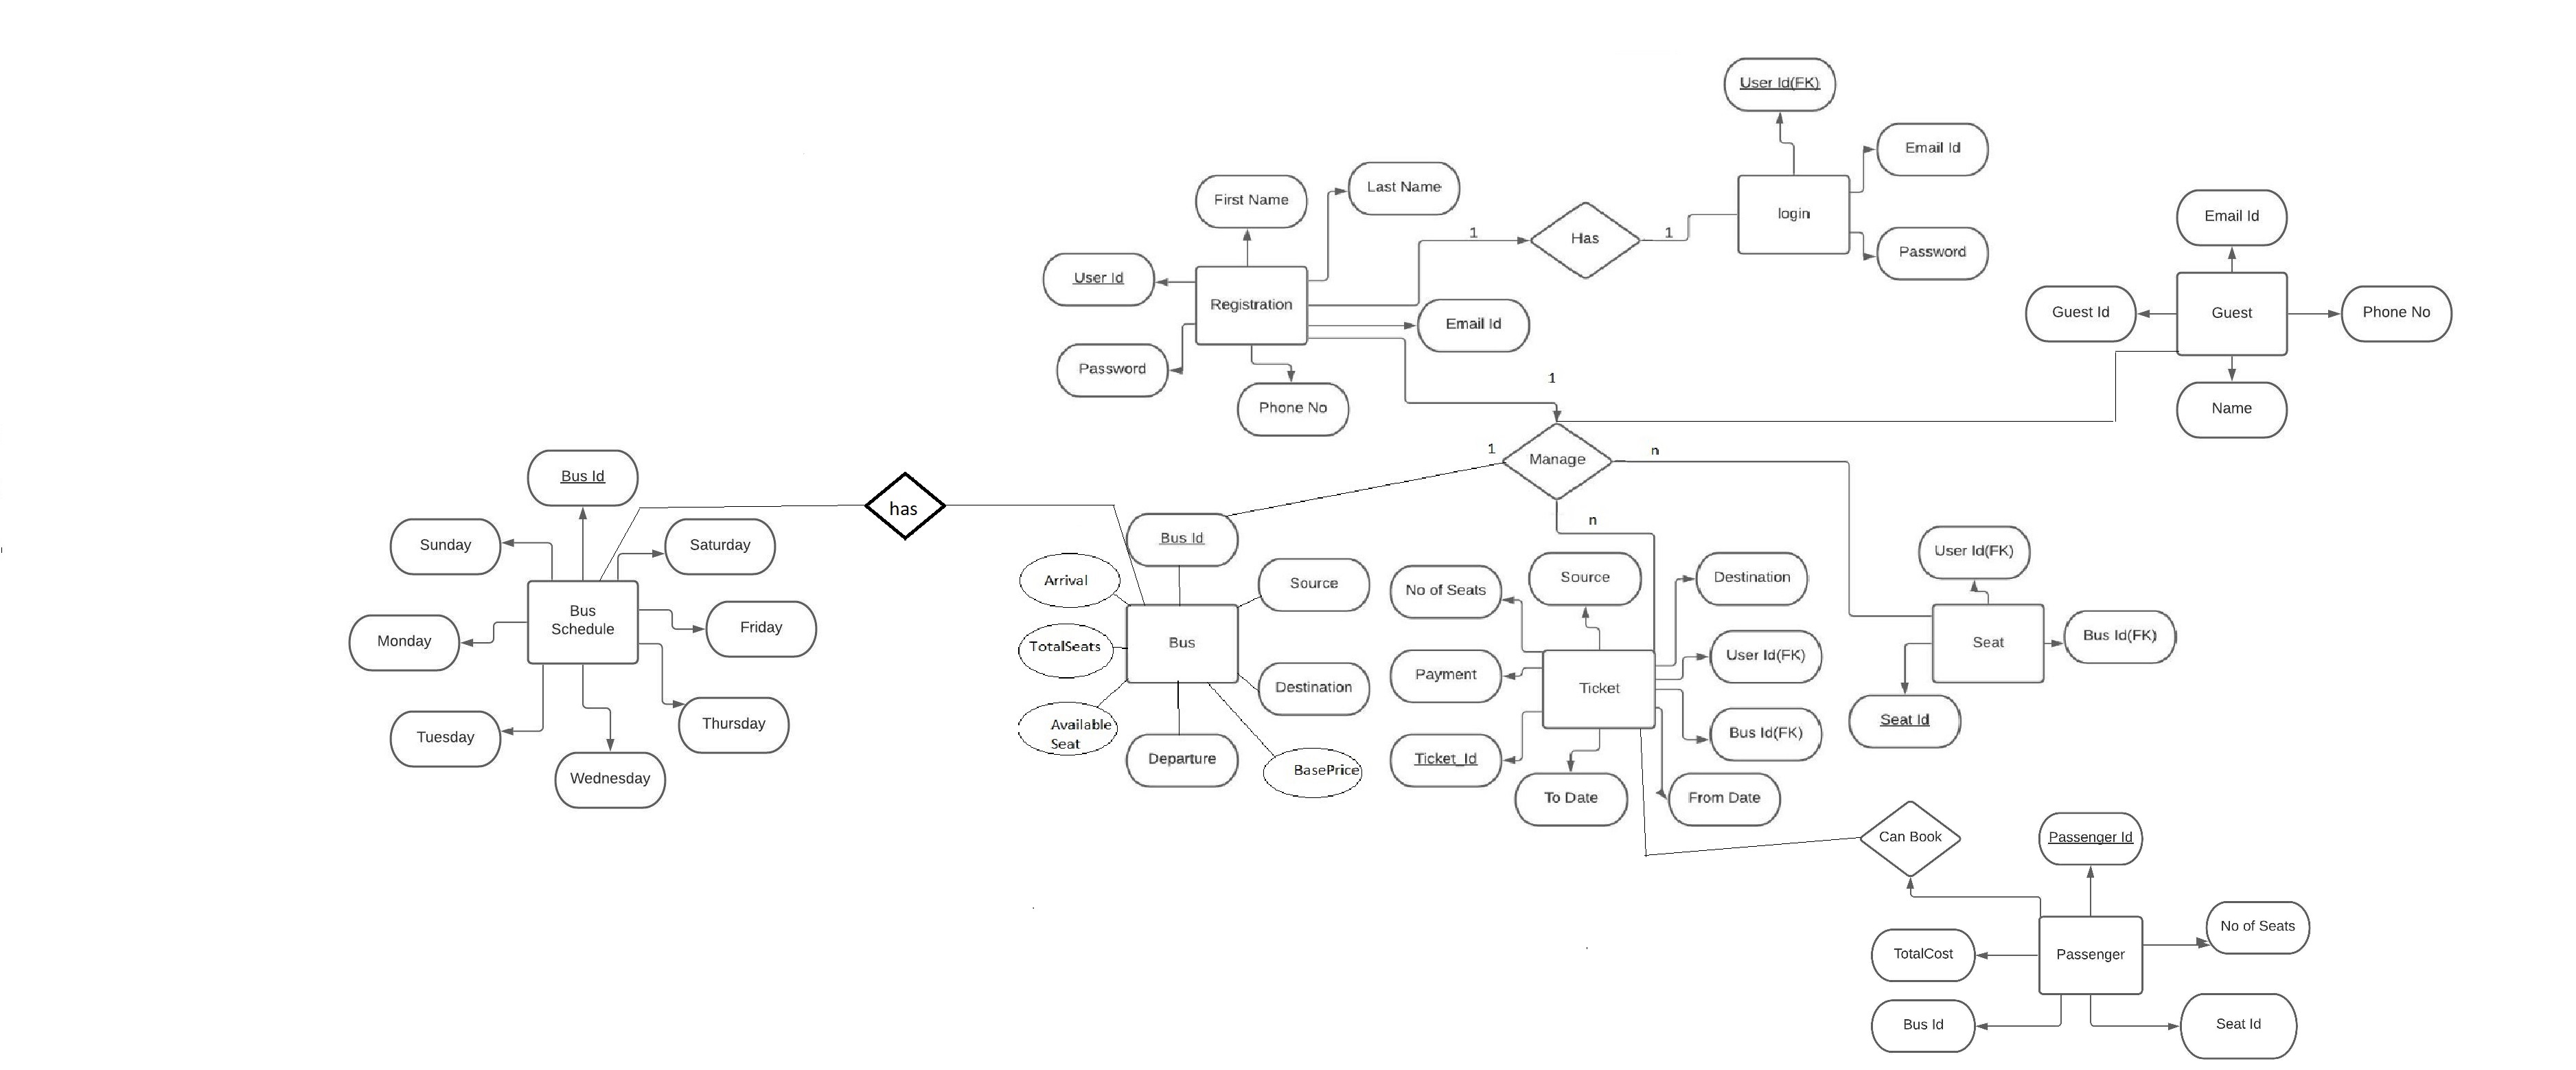 User Id(FK)
Email Id
login
Password
First Name
Last Name
Has
1
1
User Id
Registration
Email Id
Password
Phone No
Email Id
Guest Id
Guest
Phone No
Name
1
1
Manage
n
n
Bus Id
Sunday
Saturday
Bus
Schedule
Monday
Friday
Tuesday
Thursday
Wednesday
has
Bus Id
Arrival
Source
TotalSeats
Bus
Available
Seat
Destination
Departure
BasePrice
No of Seats
Source
Destination
Payment
Ticket
User Id(FK)
Bus Id(FK)
Ticket_Id
To Date
From Date
User Id(FK)
Seat
Bus Id(FK)
Seat Id
Can Book
Passenger Id
No of Seats
TotalCost
Passenger
Bus Id
Seat Id